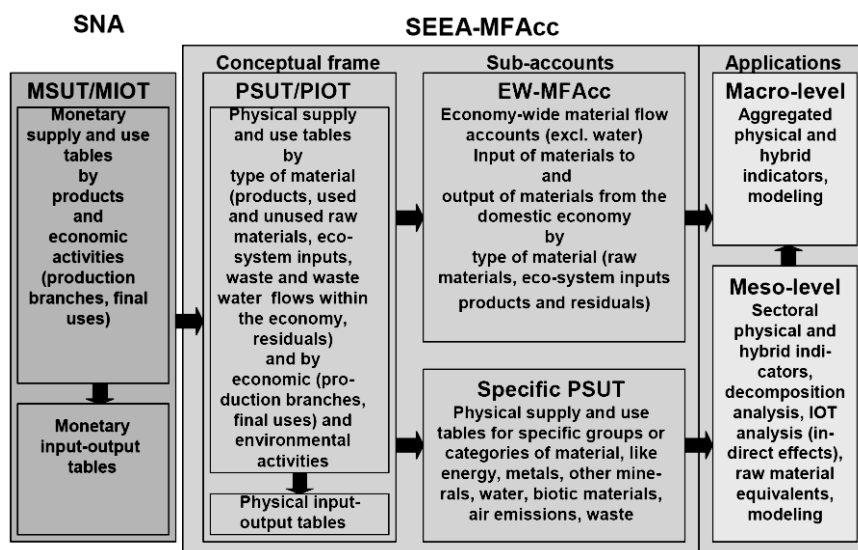 SNA
SEEA-MFAcc
Conceptual frame
Sub-accounts
Applications
MSUT/MIOT
Monetary
supply and use
tables
by
products
and
economic
activities
(production
branches, final
uses)
Monetary
input-output
tables
PSUT/PIOT
Physical supply
and use tables
by
type of material
(products, used
and unused raw
materials, eco-
system inputs,
waste and waste
water flows within
the economy,
residuals)
and by
economic (pro-
duction branches,
final uses) and
environmental
activities
Physical input-
output tables
EW-MFAcc
Economy-wide material flow
accounts (excl. water)
Input of materials to
and
output of materials from the
domestic economy
by
type of material (raw
materials, eco-system inputs
products and residuals)
Specific PSUT
Physical supply and use
tables for specific groups or
categories of material, like
energy, metals, other mine-
rals, water, biotic materials,
air emissions, waste
Macro-level
Aggregated
physical and
hybrid
indicators,
modeling
Meso-level
Sectoral
physical and
hybrid indi-
cators,
decomposition
analysis, IOT
analysis (in-
direct effects),
raw material
equivalents,
modeling